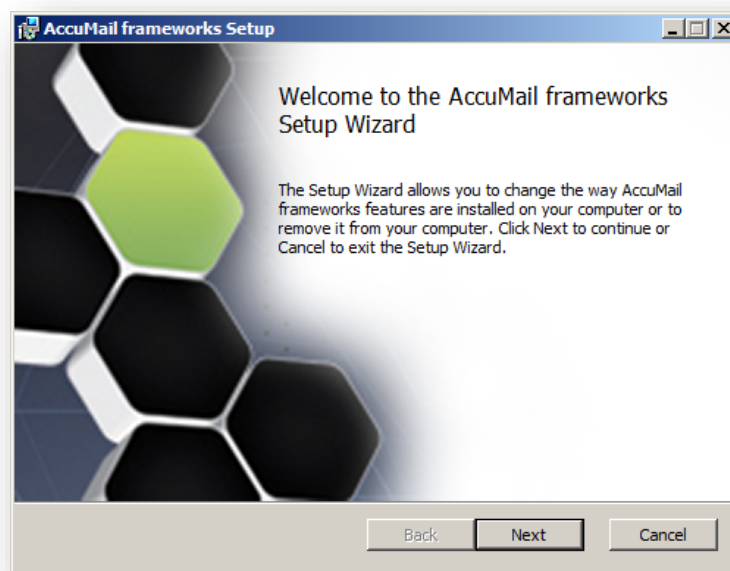 AccuMail frameworks Setup
Welcome to the AccuMail frameworks
Setup Wizard
The Setup Wizard allows you to change the way AccuMail
frameworks features are installed on your computer or to
remove it from your computer. Click Next to continue or
Cancel to exit the Setup Wizard.
Back Next Cancel